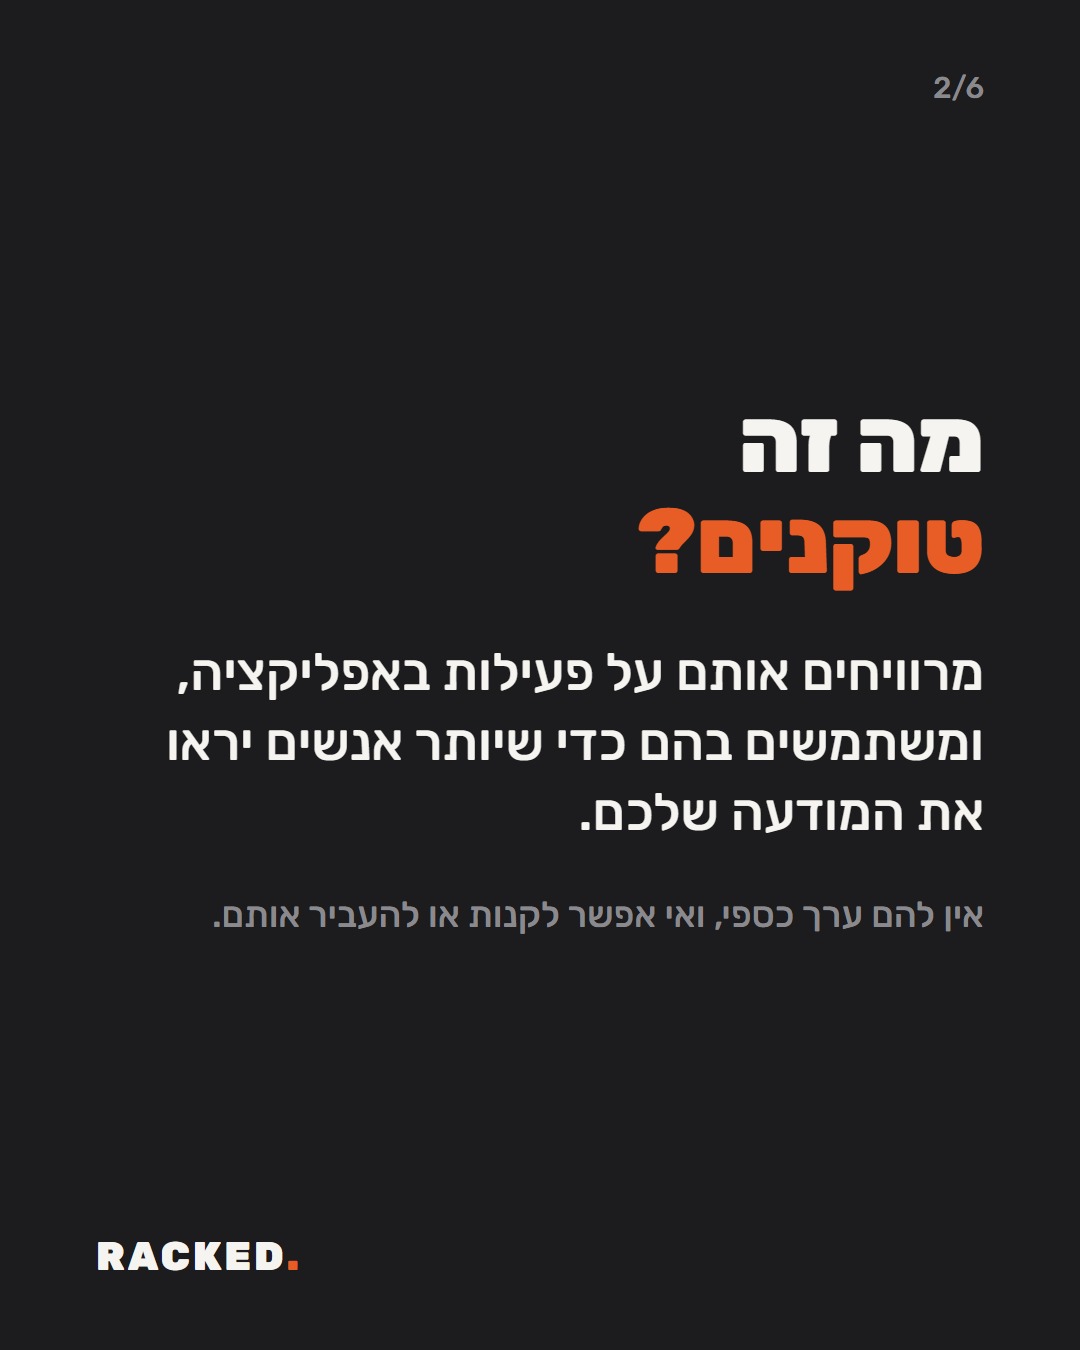 2/6
מה זה
טוקנים?
מרוויחים אותם על פעילות באפליקציה,
ומשתמשים בהם כדי שיותר אנשים יראו
את המודעה שלכם.
אין להם ערך כספי, ואי אפשר לקנות או להעביר אותם.
RACKED.